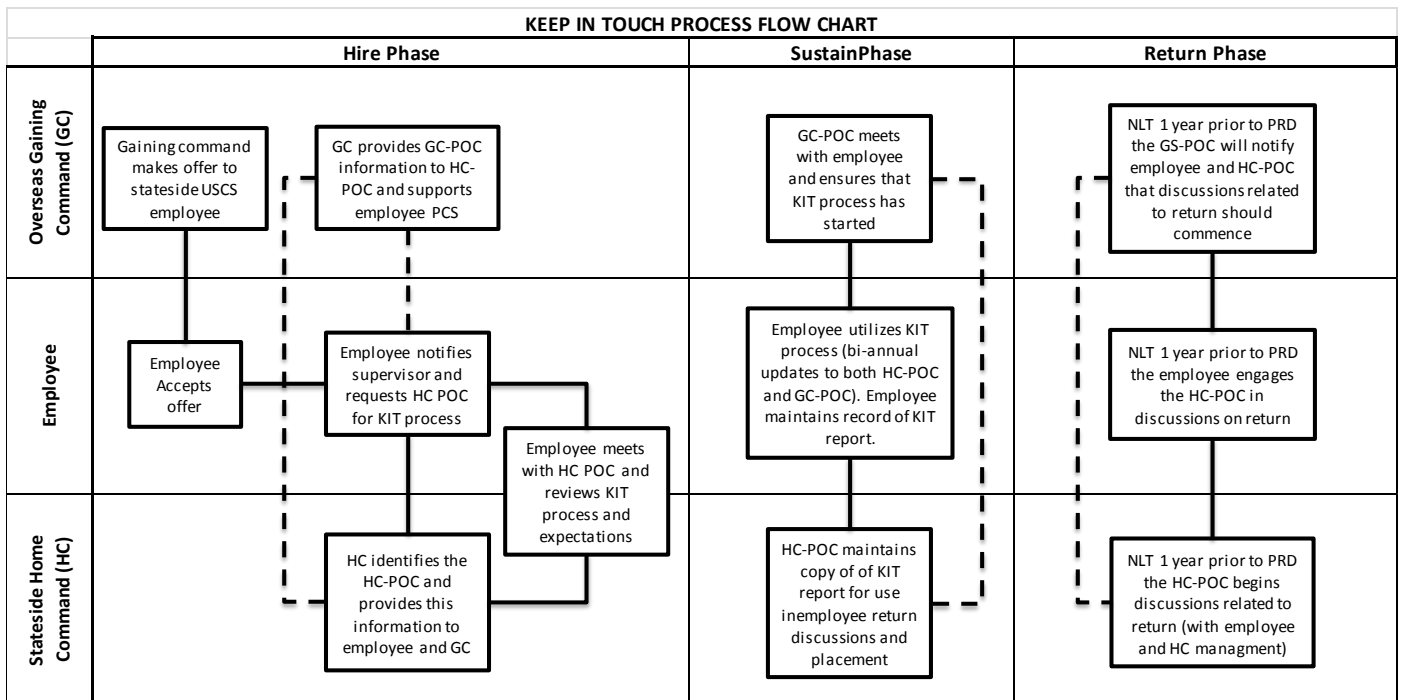 KEEP IN TOUCH PROCESS FLOW CHART
Hire Phase
SustainPhase
Return Phase
Overseas Gaining
Command (GC)
Gaining command
makes offer to
stateside USCS
employee
GC provides GC-POC
information to HC-
POC and supports
employee PCS
GC-POC meets
with employee
and ensures that
KIT process has
started
NLT 1 year prior to PRD
the GS-POC will notify
employee and HC-POC
that discussions related
to return should
commence
Employee
Employee
Accepts
offer
Employee notifies
supervisor and
requests HC POC
for KIT process
Employee meets
with HC POC and
reviews KIT
process and
expectations
Employee utilizes KIT
process (bi-annual
updates to both HC-POC
and GC-POC). Employee
maintains record of KIT
report.
NLT 1 year prior to PRD
the employee engages
the HC-POC in
discussions on return
Stateside Home
Command (HC)
HC identifies the
HC-POC and
provides this
information to
employee and GC
HC-POC maintains
copy of of KIT
report for use
inemployee return
discussions and
placement
NLT 1 year prior to PRD
the HC-POC begins
discussions related to
return (with employee
and HC managment)